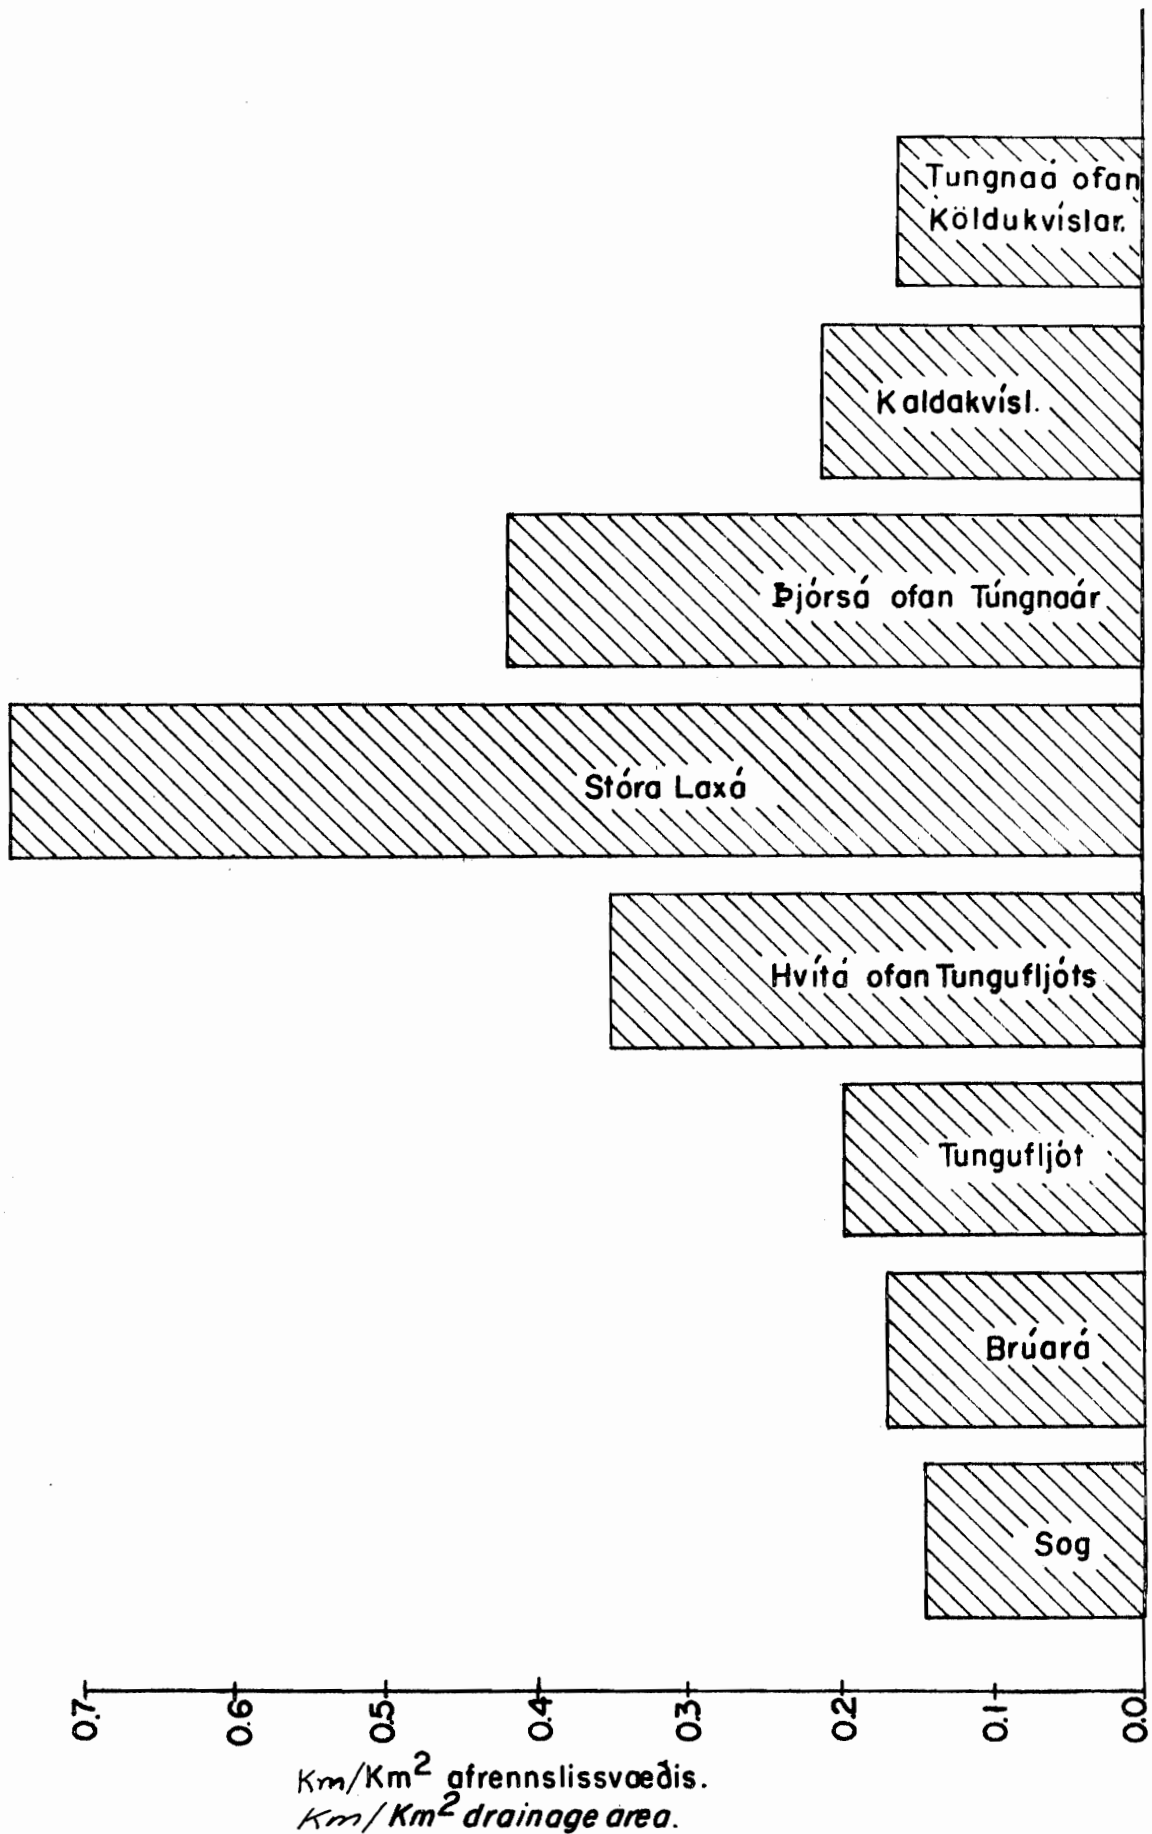 Tungnaá ofan
Köldukvíslar.
Kaldakvísl.
Þjórsá ofan Túngnaár
Stóra Laxá
Hvítá ofan Tungufljóts
Tungufljót
Brúará
Sog
0.7 0.6 0.5 0.4 0.3 0.2 0.1 0.0
Km/Km² afrennslissvæðis.
Km/Km² drainage area.